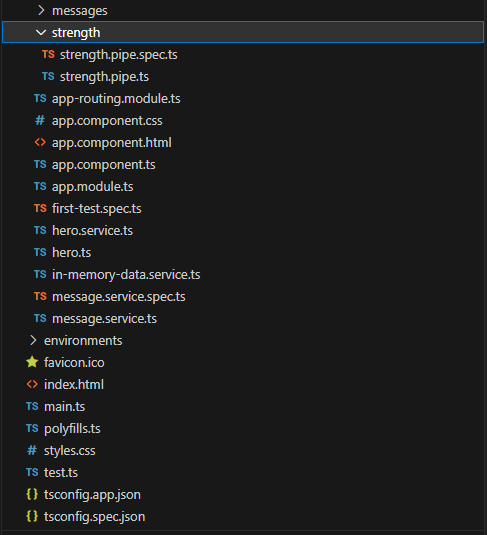 messages
strength
TS strength.pipe.spec.ts
TS strength.pipe.ts
TS app-routing.module.ts
# app.component.css
<> app.component.html
TS app.component.ts
TS app.module.ts
TS first-test.spec.ts
TS hero.service.ts
TS hero.ts
TS in-memory-data.service.ts
TS message.service.spec.ts
TS message.service.ts
environments
favicon.ico
<> index.html
TS main.ts
TS polyfills.ts
# styles.css
TS test.ts
{} tsconfig.app.json
{} tsconfig.spec.json